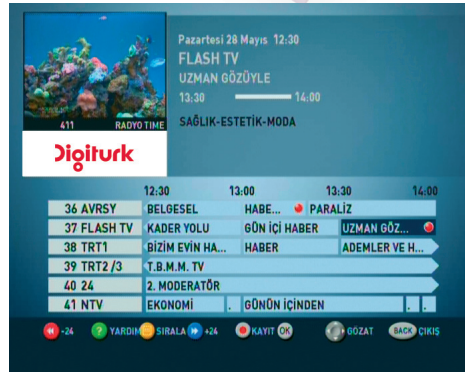 Pazartesi 28 Mayıs 12:30
FLASH TV
UZMAN GÖZÜYLE
13:30 14:00
SAĞLIK-ESTETİK-MODA
411 RADYO TIME
Digiturk
12:30 13:00 13:30 14:00
36 AVRSY BELGESEL HABE... PARALİZ
37 FLASH TV KADER YOLU GÜN İÇİ HABER UZMAN GÖZ...
38 TRT1 BİZİM EVİN HA... HABER ADEMLER VE H...
39 TRT2 /3 T.B.M.M. TV
40 24 2. MODERATÖR
41 NTV EKONOMİ . GÜNÜN İÇİNDEN . .
-24 ? YARDIM SIRALA +24 KAYIT OK GÖZAT BACK ÇIKIŞ